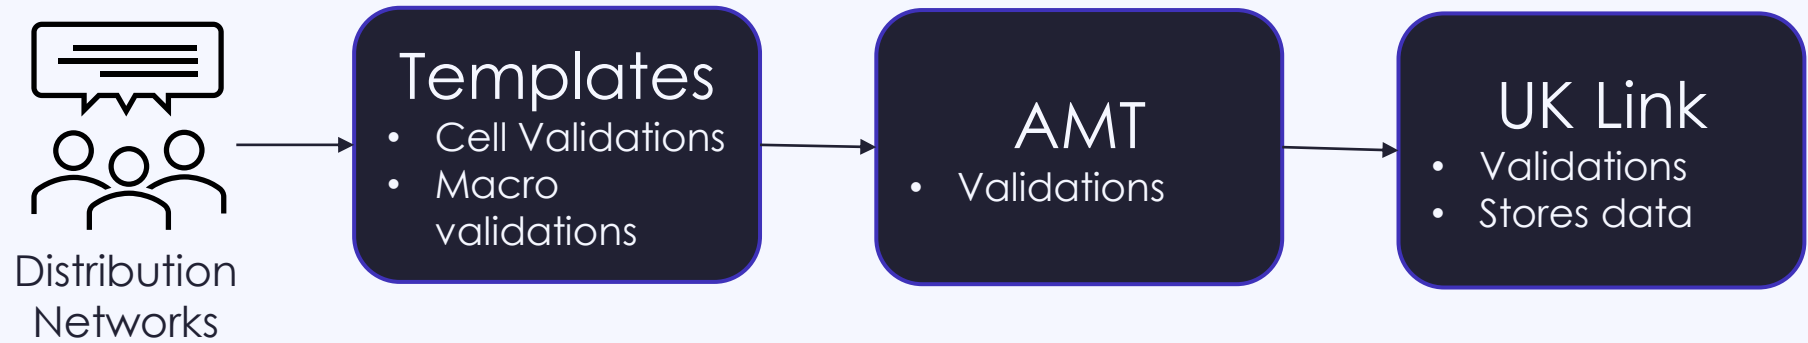 Distribution
Networks
Templates
• Cell Validations
• Macro
validations
AMT
• Validations
UK Link
• Validations
• Stores data